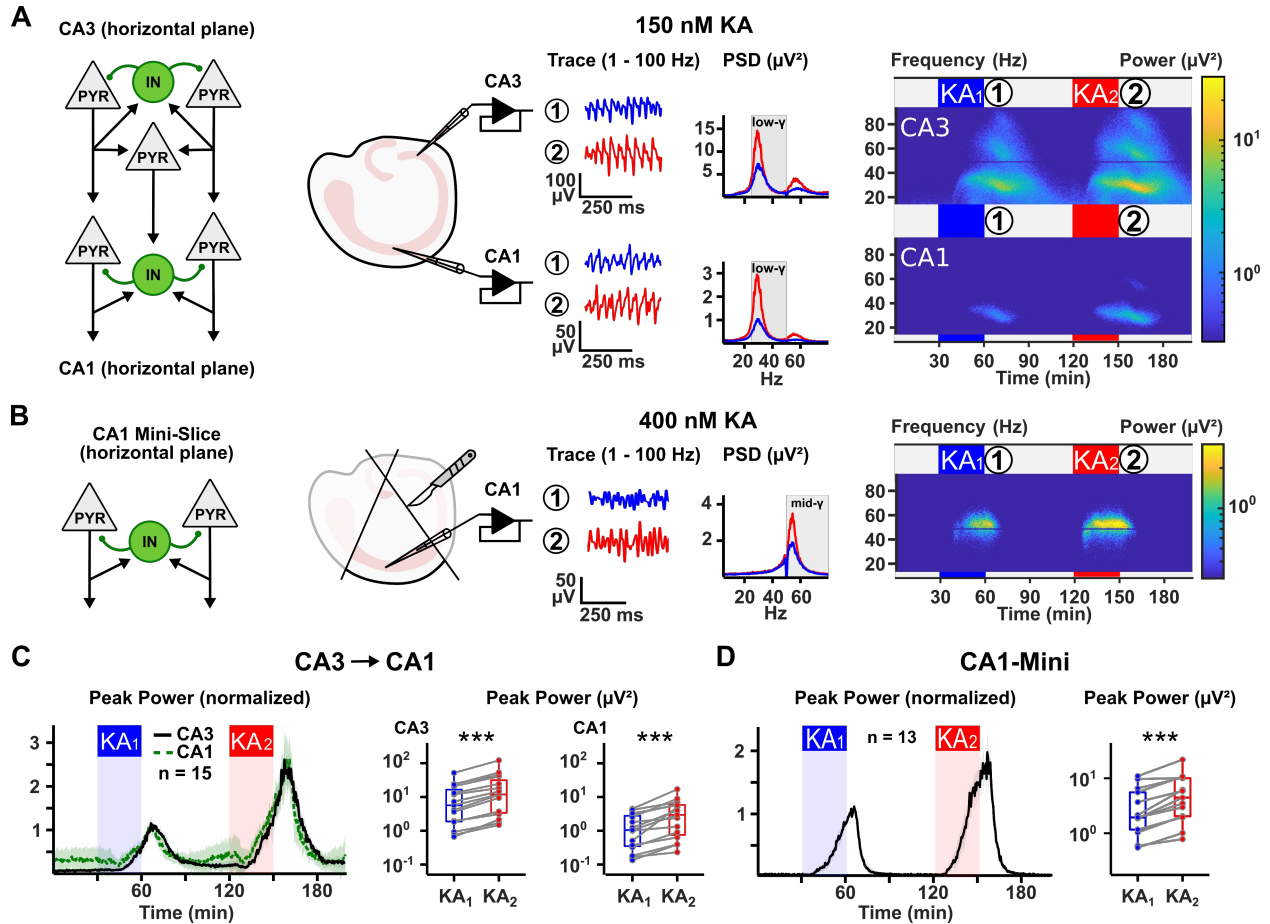 A
150 nM KA
CA3 (horizontal plane)
IN
PYR PYR
PYR
PYR PYR
IN
CA1 (horizontal plane)
CA3
CA1
Trace (1 - 100 Hz)
1
2
100
µV
250 ms
1
2
50
µV
250 ms
PSD (µV²)
low-γ
15
10
5
low-γ
3
2
1
20 40 60
Hz
Frequency (Hz) Power (µV²)
KA₁ 1 KA₂ 2
CA3
80
60
40
20
1 2
CA1
80
60
40
20
30 60 90 120 150 180
Time (min)
10¹
10⁰
B
400 nM KA
CA1 Mini-Slice
(horizontal plane)
PYR PYR
IN
CA1
Trace (1 - 100 Hz)
1
2
50
µV
250 ms
PSD (µV²)
mid-γ
4
2
20 40 60
Hz
Frequency (Hz) Power (µV²)
KA₁ 1 KA₂ 2
80
60
40
20
30 60 90 120 150 180
Time (min)
10⁰
C
CA3 → CA1
Peak Power (normalized)
KA₁ KA₂
CA3
CA1
n = 15
3
2
1
60 120 180
Time (min)
Peak Power (µV²)
CA3
***
10²
10¹
10⁰
10⁻¹
KA₁ KA₂
CA1
***
10²
10¹
10⁰
10⁻¹
KA₁ KA₂
D
CA1-Mini
Peak Power (normalized)
KA₁ n = 13 KA₂
2
1
60 120 180
Time (min)
Peak Power (µV²)
***
10¹
10⁰
KA₁ KA₂